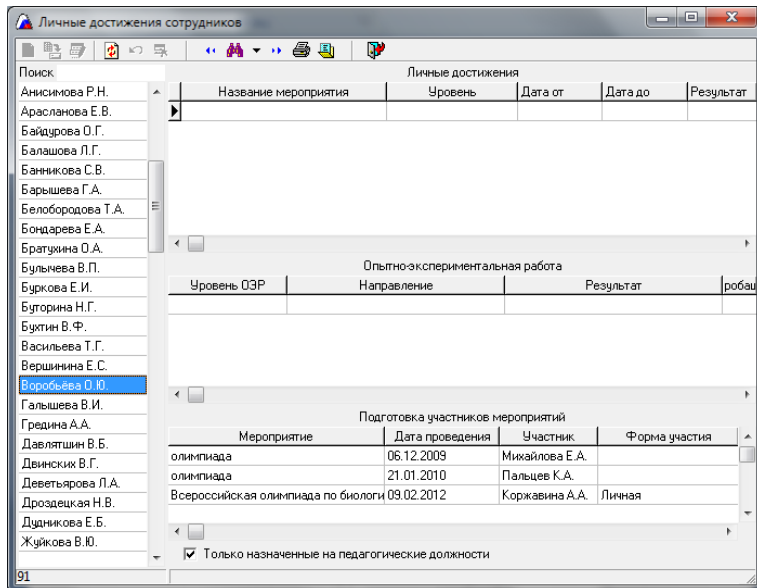 Личные достижения сотрудников
Поиск
Анисимова Р.Н.
Арасланова Е.В.
Байдурова О.Г.
Балашова Л.Г.
Банникова С.В.
Барышева Г.А.
Белобородова Т.А.
Бондарева Е.А.
Братухина О.А.
Булычева В.П.
Буркова Е.И.
Буторина Н.Г.
Бухтин В.Ф.
Васильева Т.Г.
Вершинина Е.С.
Воробьёва О.Ю.
Галышева В.И.
Гредина А.А.
Давлятшин В.Б.
Двинских В.Г.
Деветьярова Л.А.
Дроздецкая Н.В.
Дудникова Е.Б.
Жуйкова В.Ю.
Личные достижения
Название мероприятия Уровень Дата от Дата до Результат
Опытно-экспериментальная работа
Уровень ОЭР Направление Результат робац
Подготовка участников мероприятий
Мероприятие Дата проведения Участник Форма участия
олимпиада 06.12.2009 Михайлова Е.А.
олимпиада 21.01.2010 Пальцев К.А.
Всероссийская олимпиада по биологи 09.02.2012 Коржавина А.А. Личная
Только назначенные на педагогические должности
91